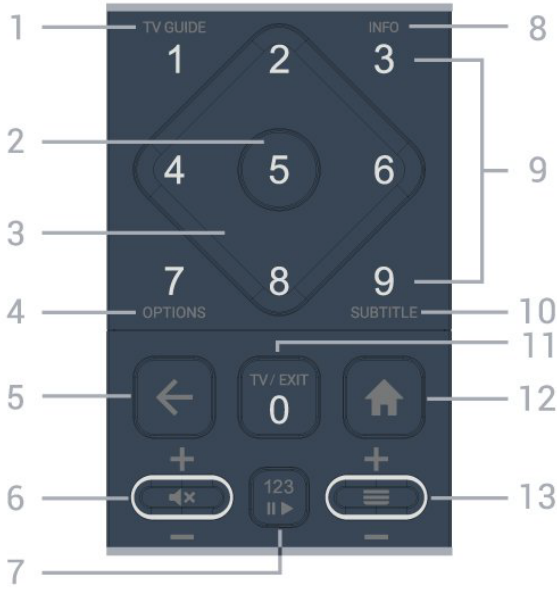 1 TV GUIDE INFO 8
1 2 3
2 4 5 6 9
3
7 8 9
4 OPTIONS SUBTITLE 10
11
5 TV / EXIT 12
0
+ +
6 123 13
- -
7